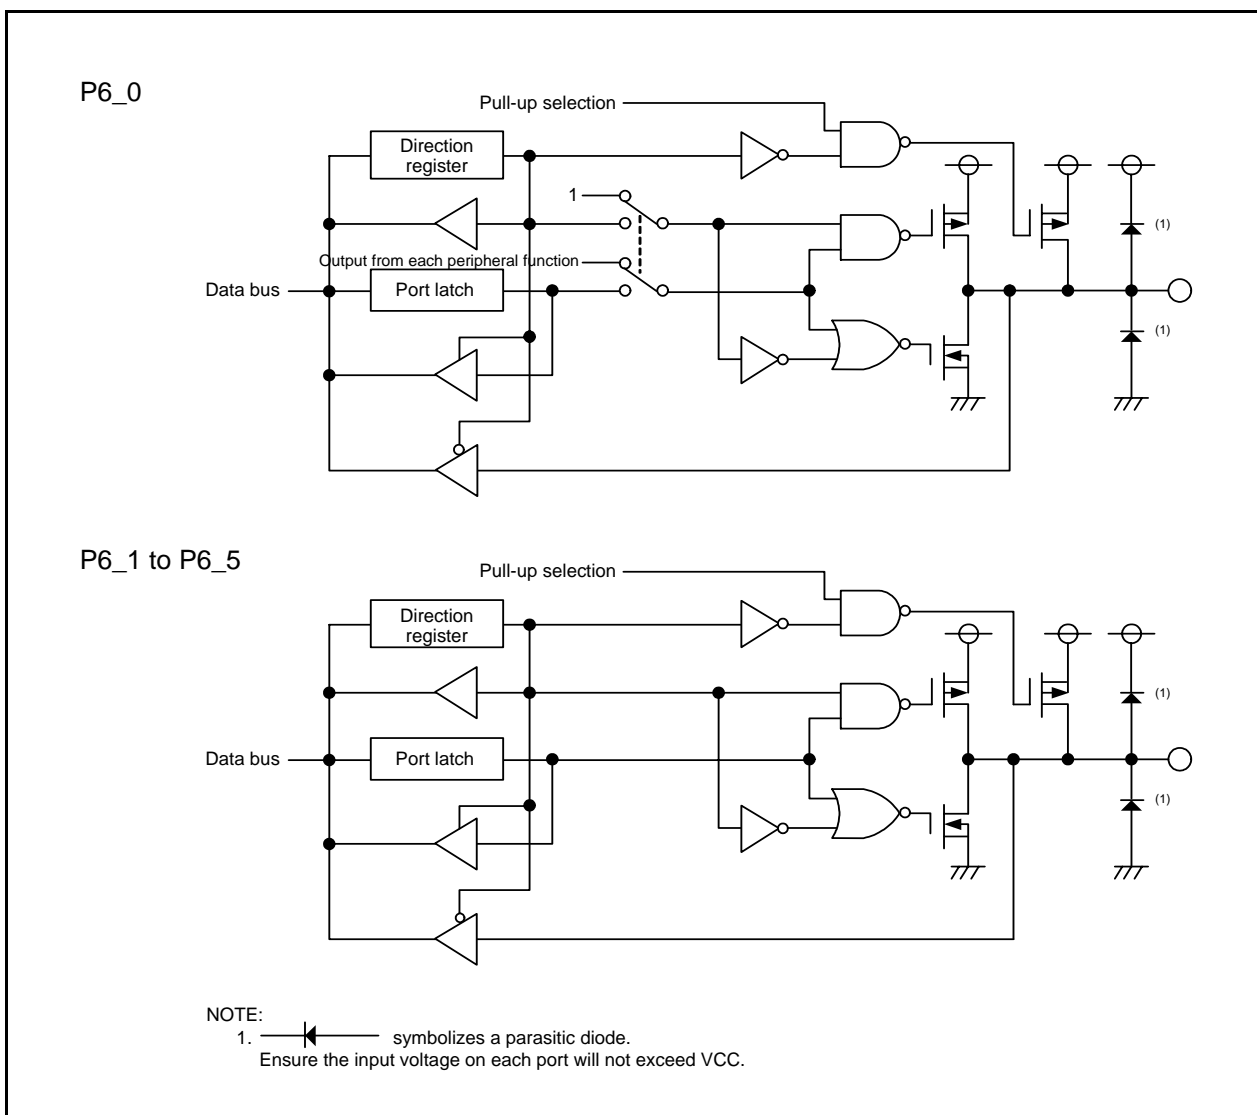 P6_0
Pull-up selection
Direction
register
1
(1)
Output from each peripheral function
Data bus
Port latch
(1)
P6_1 to P6_5
Pull-up selection
Direction
register
(1)
Data bus
Port latch
(1)
NOTE:
1. symbolizes a parasitic diode.
Ensure the input voltage on each port will not exceed VCC.